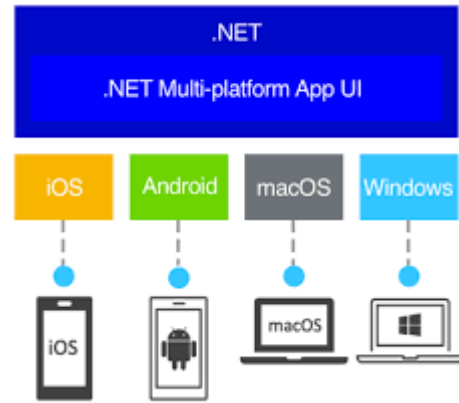 .NET
.NET Multi-platform App UI
iOS
Android
macOS
Windows
iOS
macOS